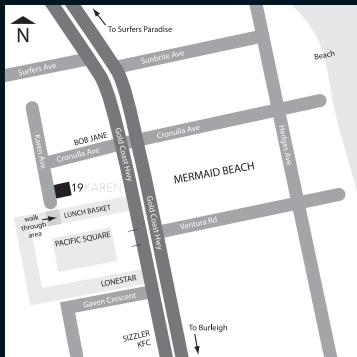 To Surfers Paradise
N
Surfers Ave
Sunbrite Ave
Beach
Karen Ave
BOB JANE
Cronulla Ave
Gold Coast Hwy
Cronulla Ave
Hedges Ave
19 KAREN
MERMAID BEACH
walk
through
area
LUNCH BASKET
Gold Coast Hwy
Ventura Rd
PACIFIC SQUARE
LONESTAR
Gaven Crescent
SIZZLER
KFC
To Burleigh